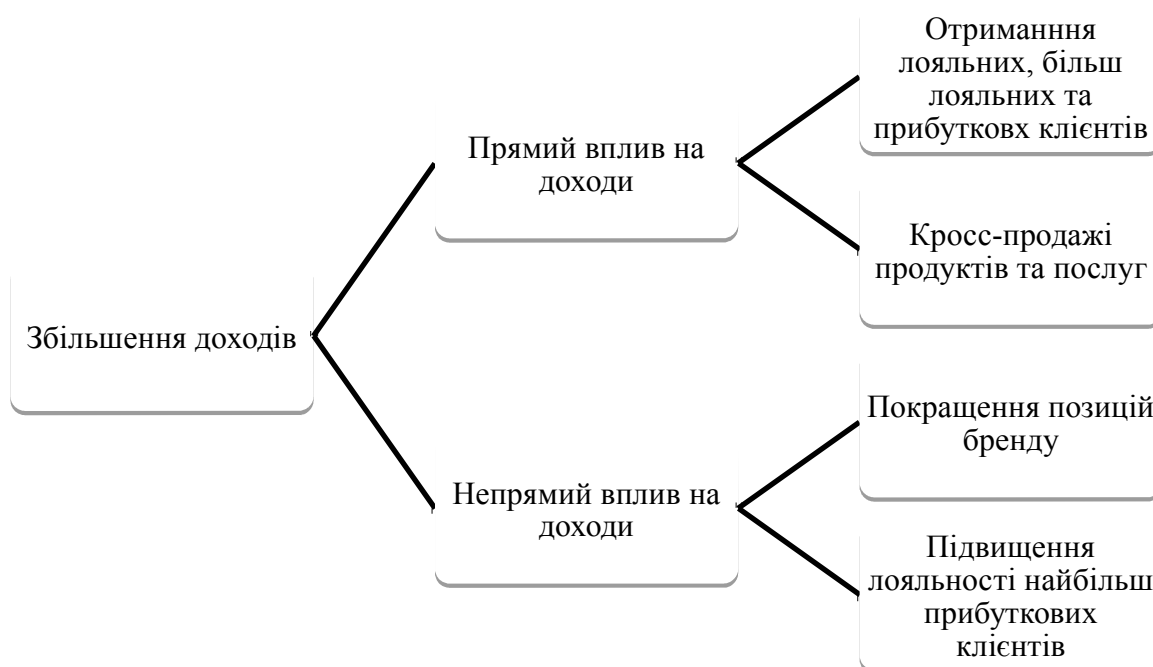 Отриманння
лояльних, більш
лояльних та
прибутковх клієнтів
Прямий вплив на
доходи
Кросс-продажі
продуктів та послуг
Збільшення доходів
Покращення позицій
бренду
Непрямий вплив на
доходи
Підвищення
лояльності найбільш
прибуткових
клієнтів